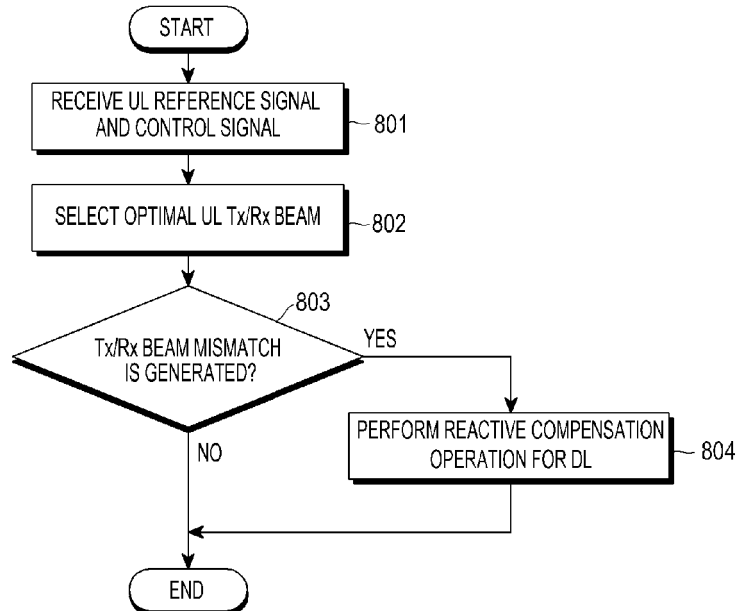 START
RECEIVE UL REFERENCE SIGNAL
AND CONTROL SIGNAL
801
SELECT OPTIMAL UL Tx/Rx BEAM
802
803
Tx/Rx BEAM MISMATCH
IS GENERATED?
YES
NO
PERFORM REACTIVE COMPENSATION
OPERATION FOR DL
804
END